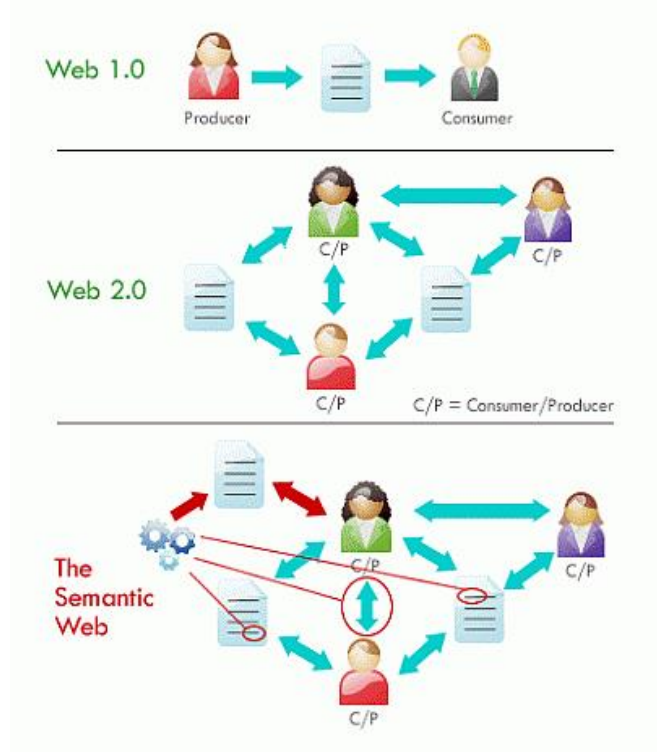 Web 1.0
Producer
Consumer
C/P
C/P
Web 2.0
C/P
C/P = Consumer/Producer
C/P
C/P
The
Semantic
Web
C/P